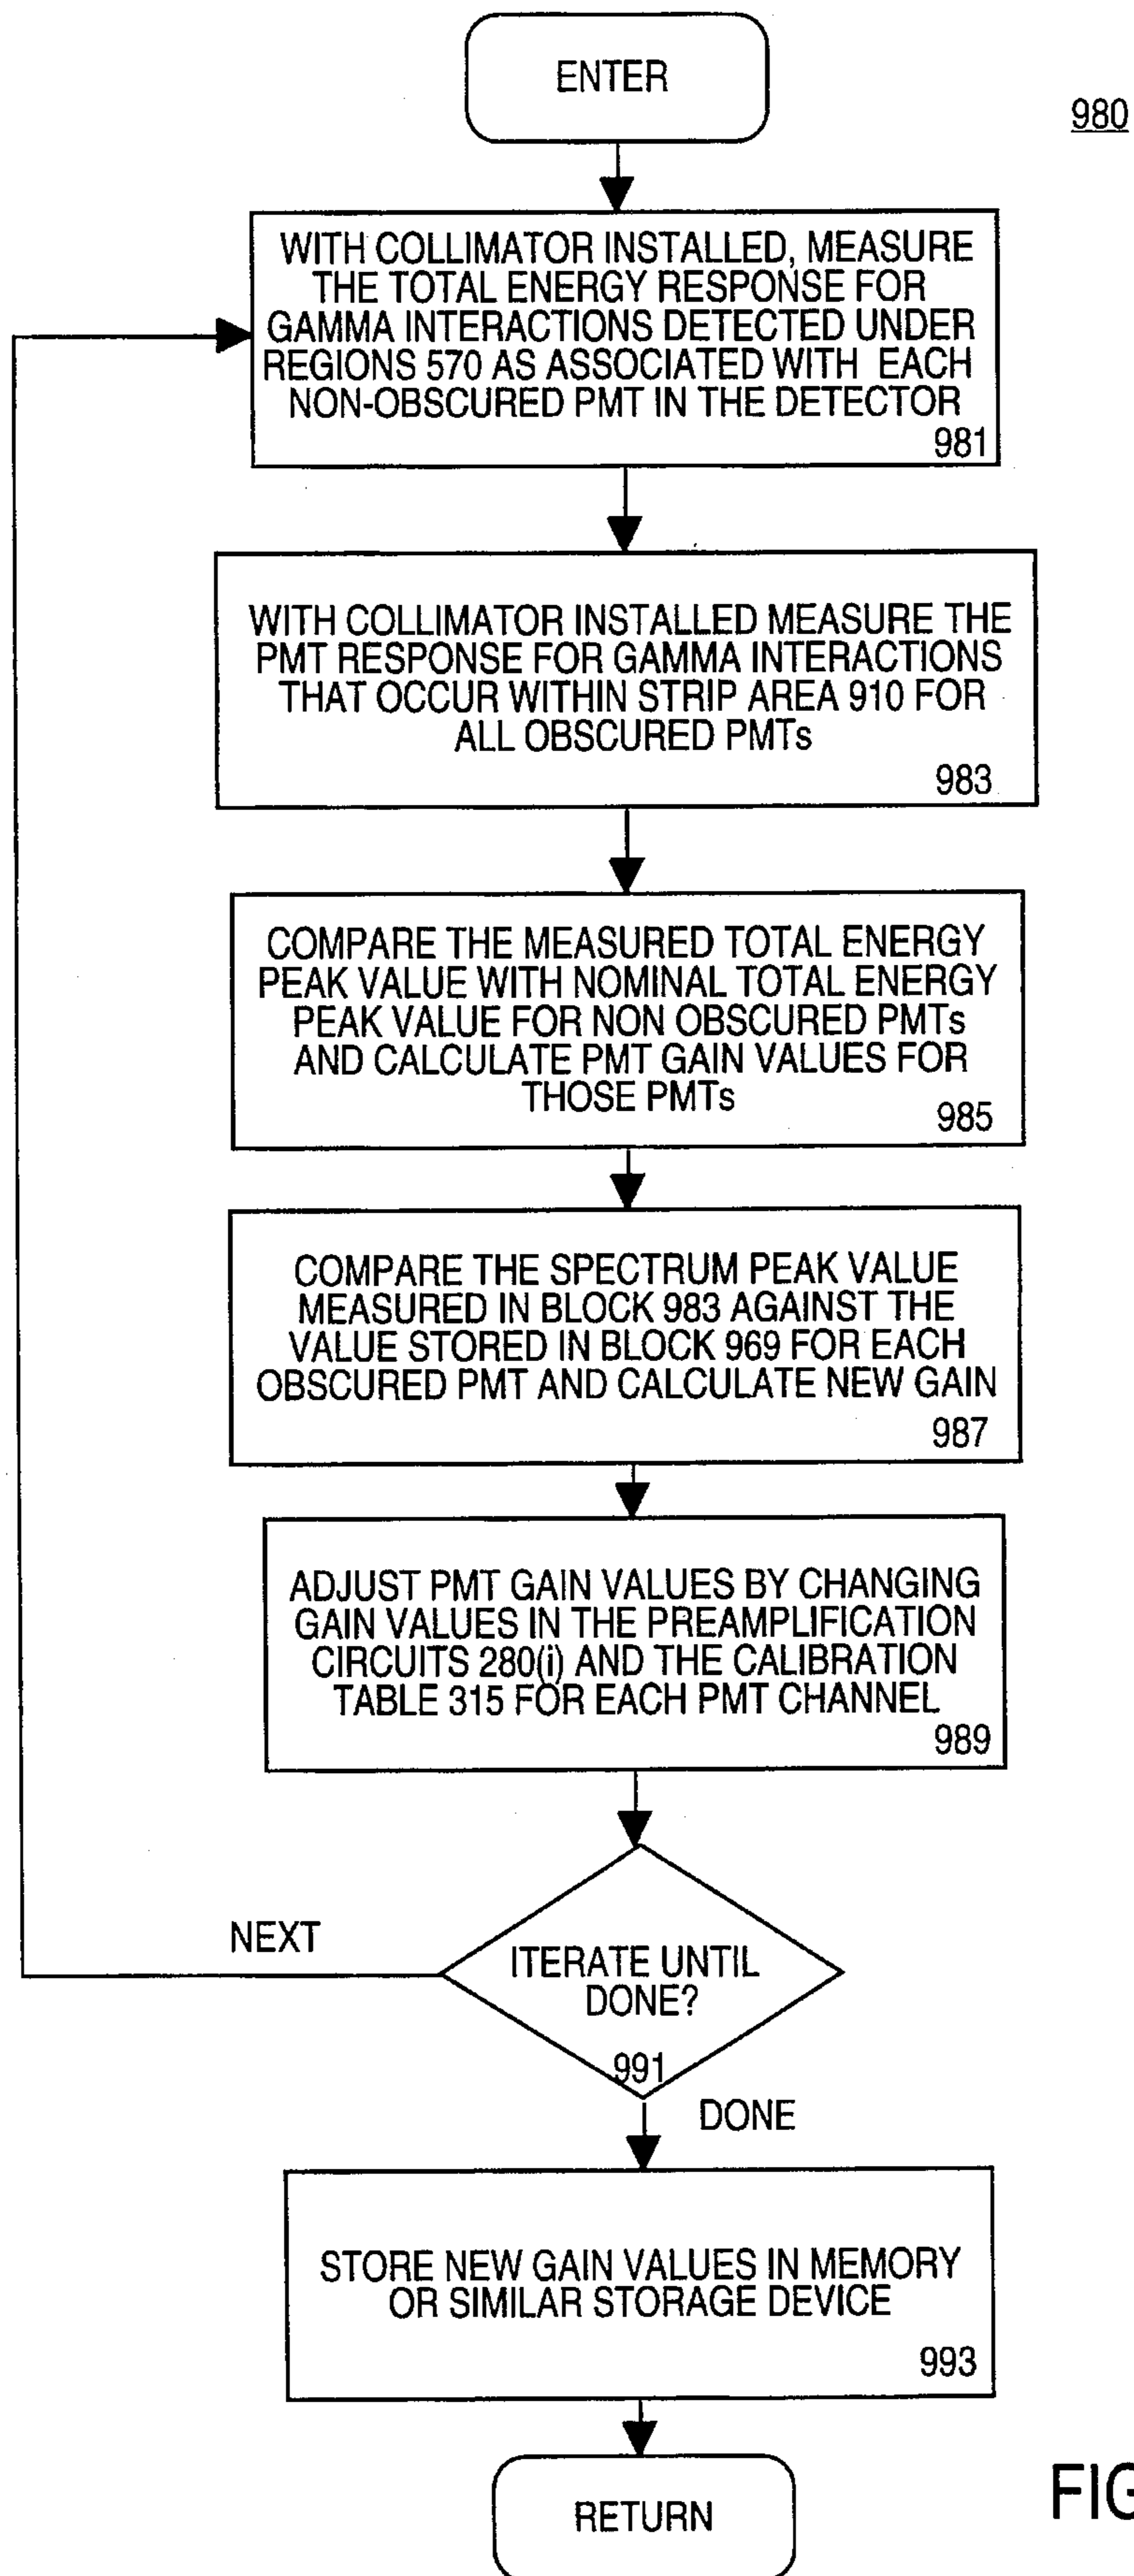 ENTER
980
WITH COLLIMATOR INSTALLED, MEASURE
THE TOTAL ENERGY RESPONSE FOR
GAMMA INTERACTIONS DETECTED UNDER
REGIONS 570 AS ASSOCIATED WITH EACH
NON-OBSCURED PMT IN THE DETECTOR
981
WITH COLLIMATOR INSTALLED MEASURE THE
PMT RESPONSE FOR GAMMA INTERACTIONS
THAT OCCUR WITHIN STRIP AREA 910 FOR
ALL OBSCURED PMTs
983
COMPARE THE MEASURED TOTAL ENERGY
PEAK VALUE WITH NOMINAL TOTAL ENERGY
PEAK VALUE FOR NON OBSCURED PMTs
AND CALCULATE PMT GAIN VALUES FOR
THOSE PMTs
985
COMPARE THE SPECTRUM PEAK VALUE
MEASURED IN BLOCK 983 AGAINST THE
VALUE STORED IN BLOCK 969 FOR EACH
OBSCURED PMT AND CALCULATE NEW GAIN
987
ADJUST PMT GAIN VALUES BY CHANGING
GAIN VALUES IN THE PREAMPLIFICATION
CIRCUITS 280(i) AND THE CALIBRATION
TABLE 315 FOR EACH PMT CHANNEL
989
NEXT
ITERATE UNTIL
DONE?
991
DONE
STORE NEW GAIN VALUES IN MEMORY
OR SIMILAR STORAGE DEVICE
993
RETURN
FIG